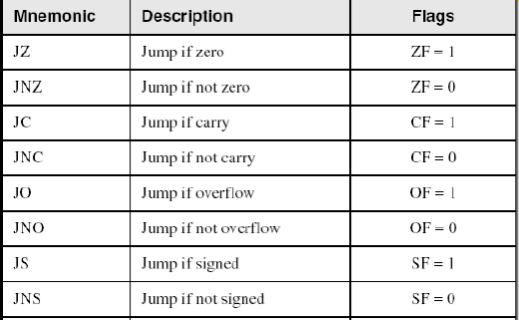 Mnemonic Description Flags
JZ Jump if zero ZF = 1
JNZ Jump if not zero ZF = 0
JC Jump if carry CF = 1
JNC Jump if not carry CF = 0
JO Jump if overflow OF = 1
JNO Jump if not overflow OF = 0
JS Jump if signed SF = 1
JNS Jump if not signed SF = 0